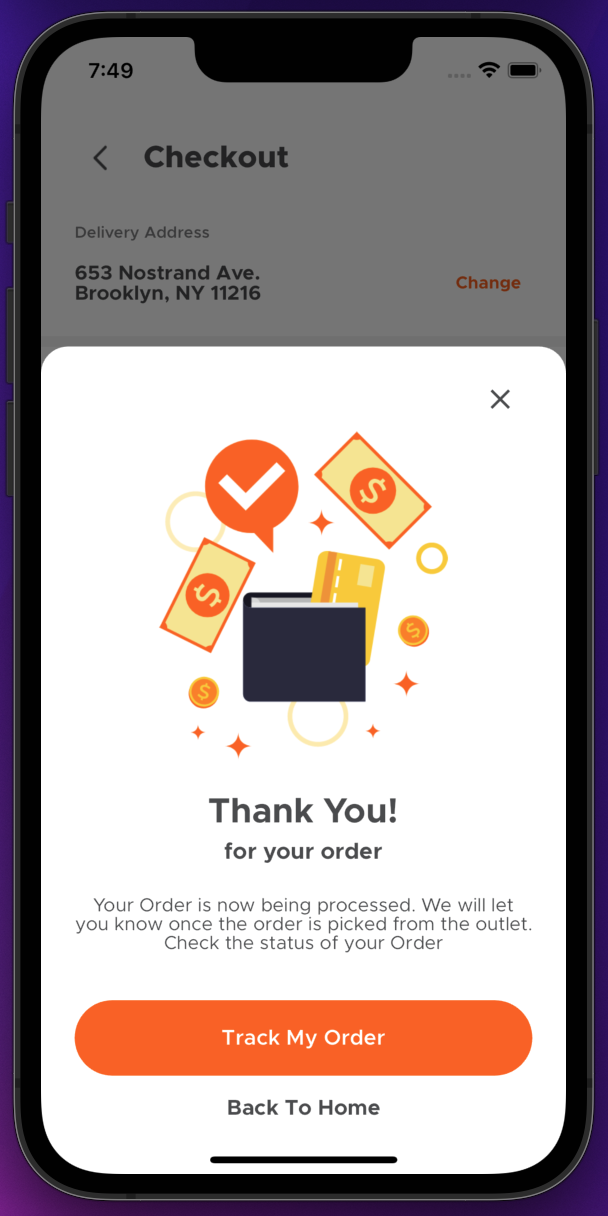 7:49
Checkout
Delivery Address
653 Nostrand Ave.
Brooklyn, NY 11216
Change
$
$
$
$
Thank You!
for your order
Your Order is now being processed. We will let
you know once the order is picked from the outlet.
Check the status of your Order
Track My Order
Back To Home